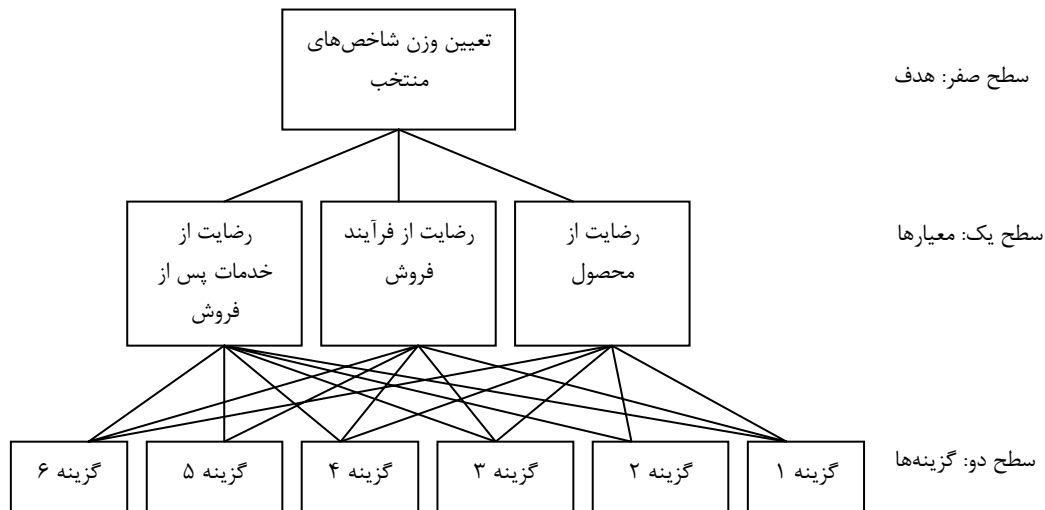 تعیین وزن شاخص‌های
منتخب
سطح صفر: هدف
رضایت از
محصول
رضایت از فرآیند
فروش
رضایت از
خدمات پس از
فروش
سطح یک: معیارها
گزینه ۱
گزینه ۲
گزینه ۳
گزینه ۴
گزینه ۵
گزینه ۶
سطح دو: گزینه‌ها